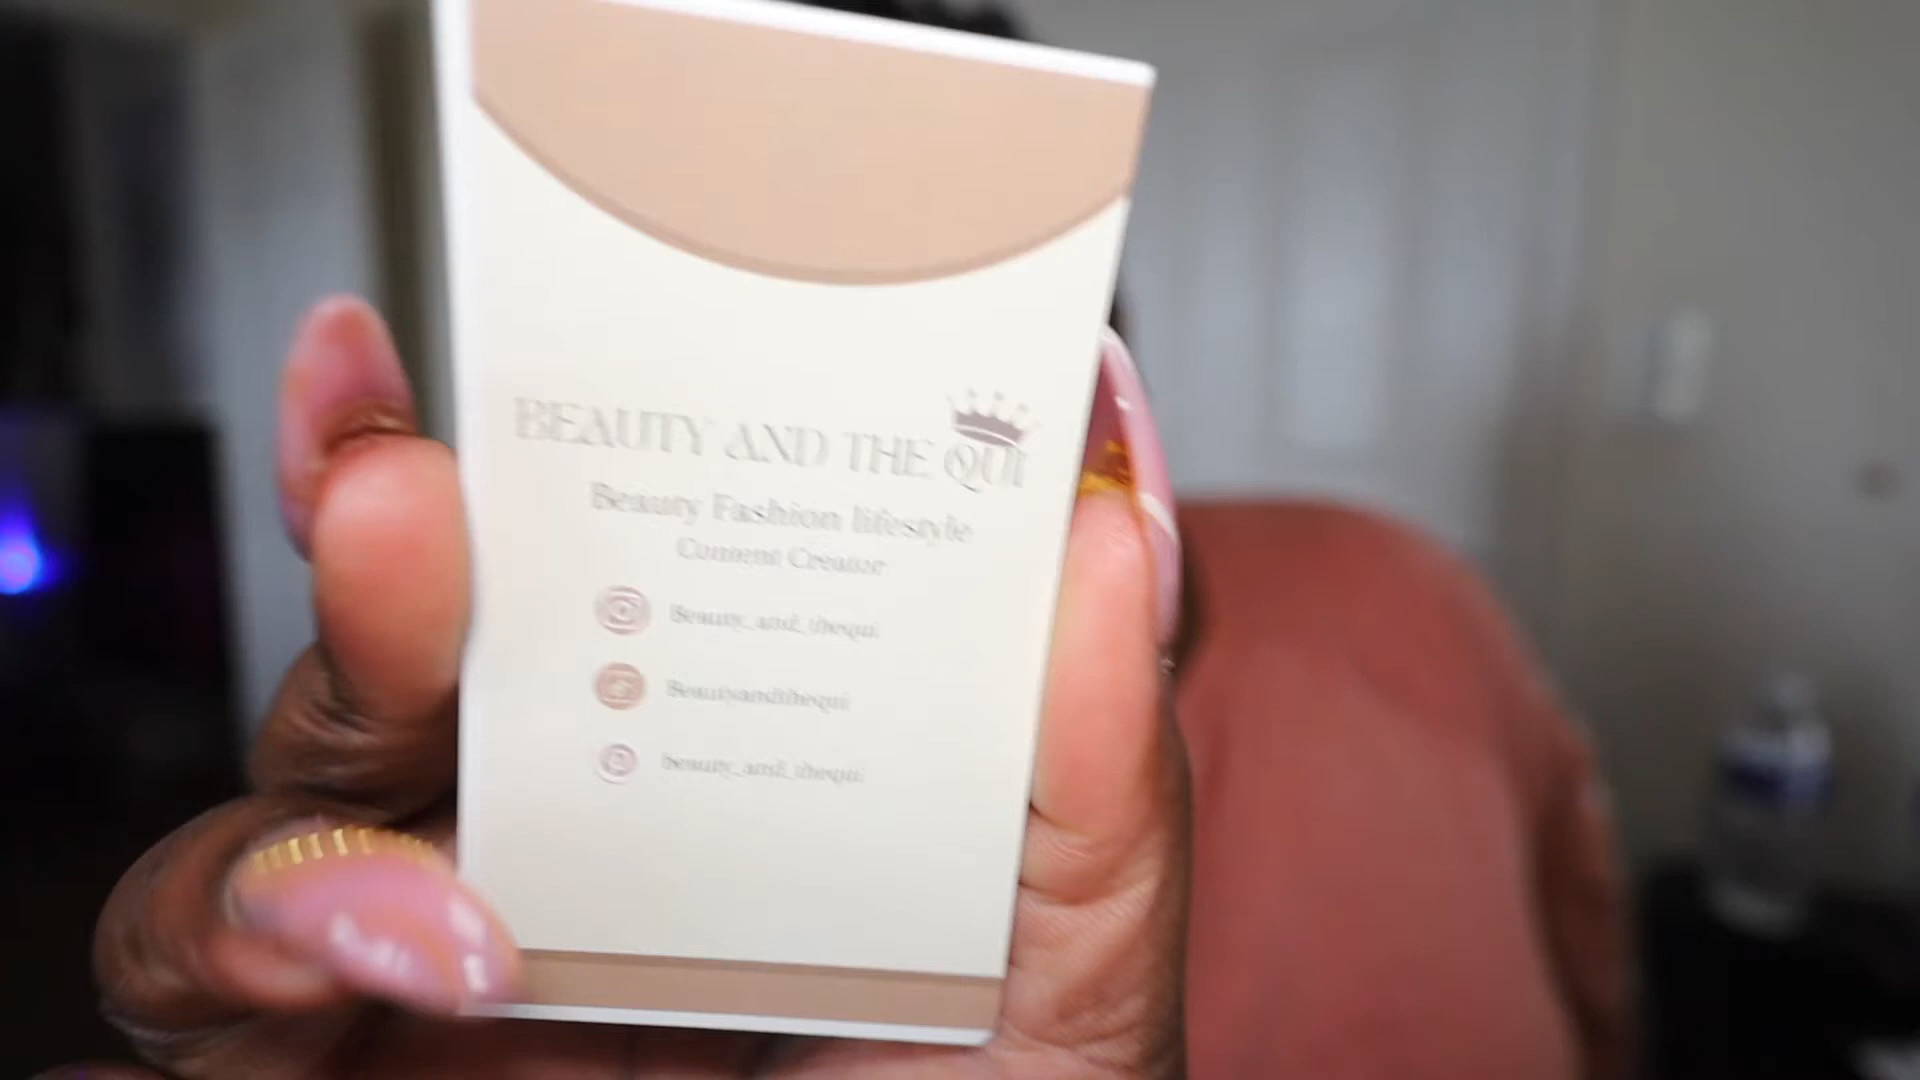 BEAUTY AND THE QUI
Beauty Fashion lifestyle
Content Creator
Beauty_and_thequi
Beautyandthequi
beauty_and_thequi